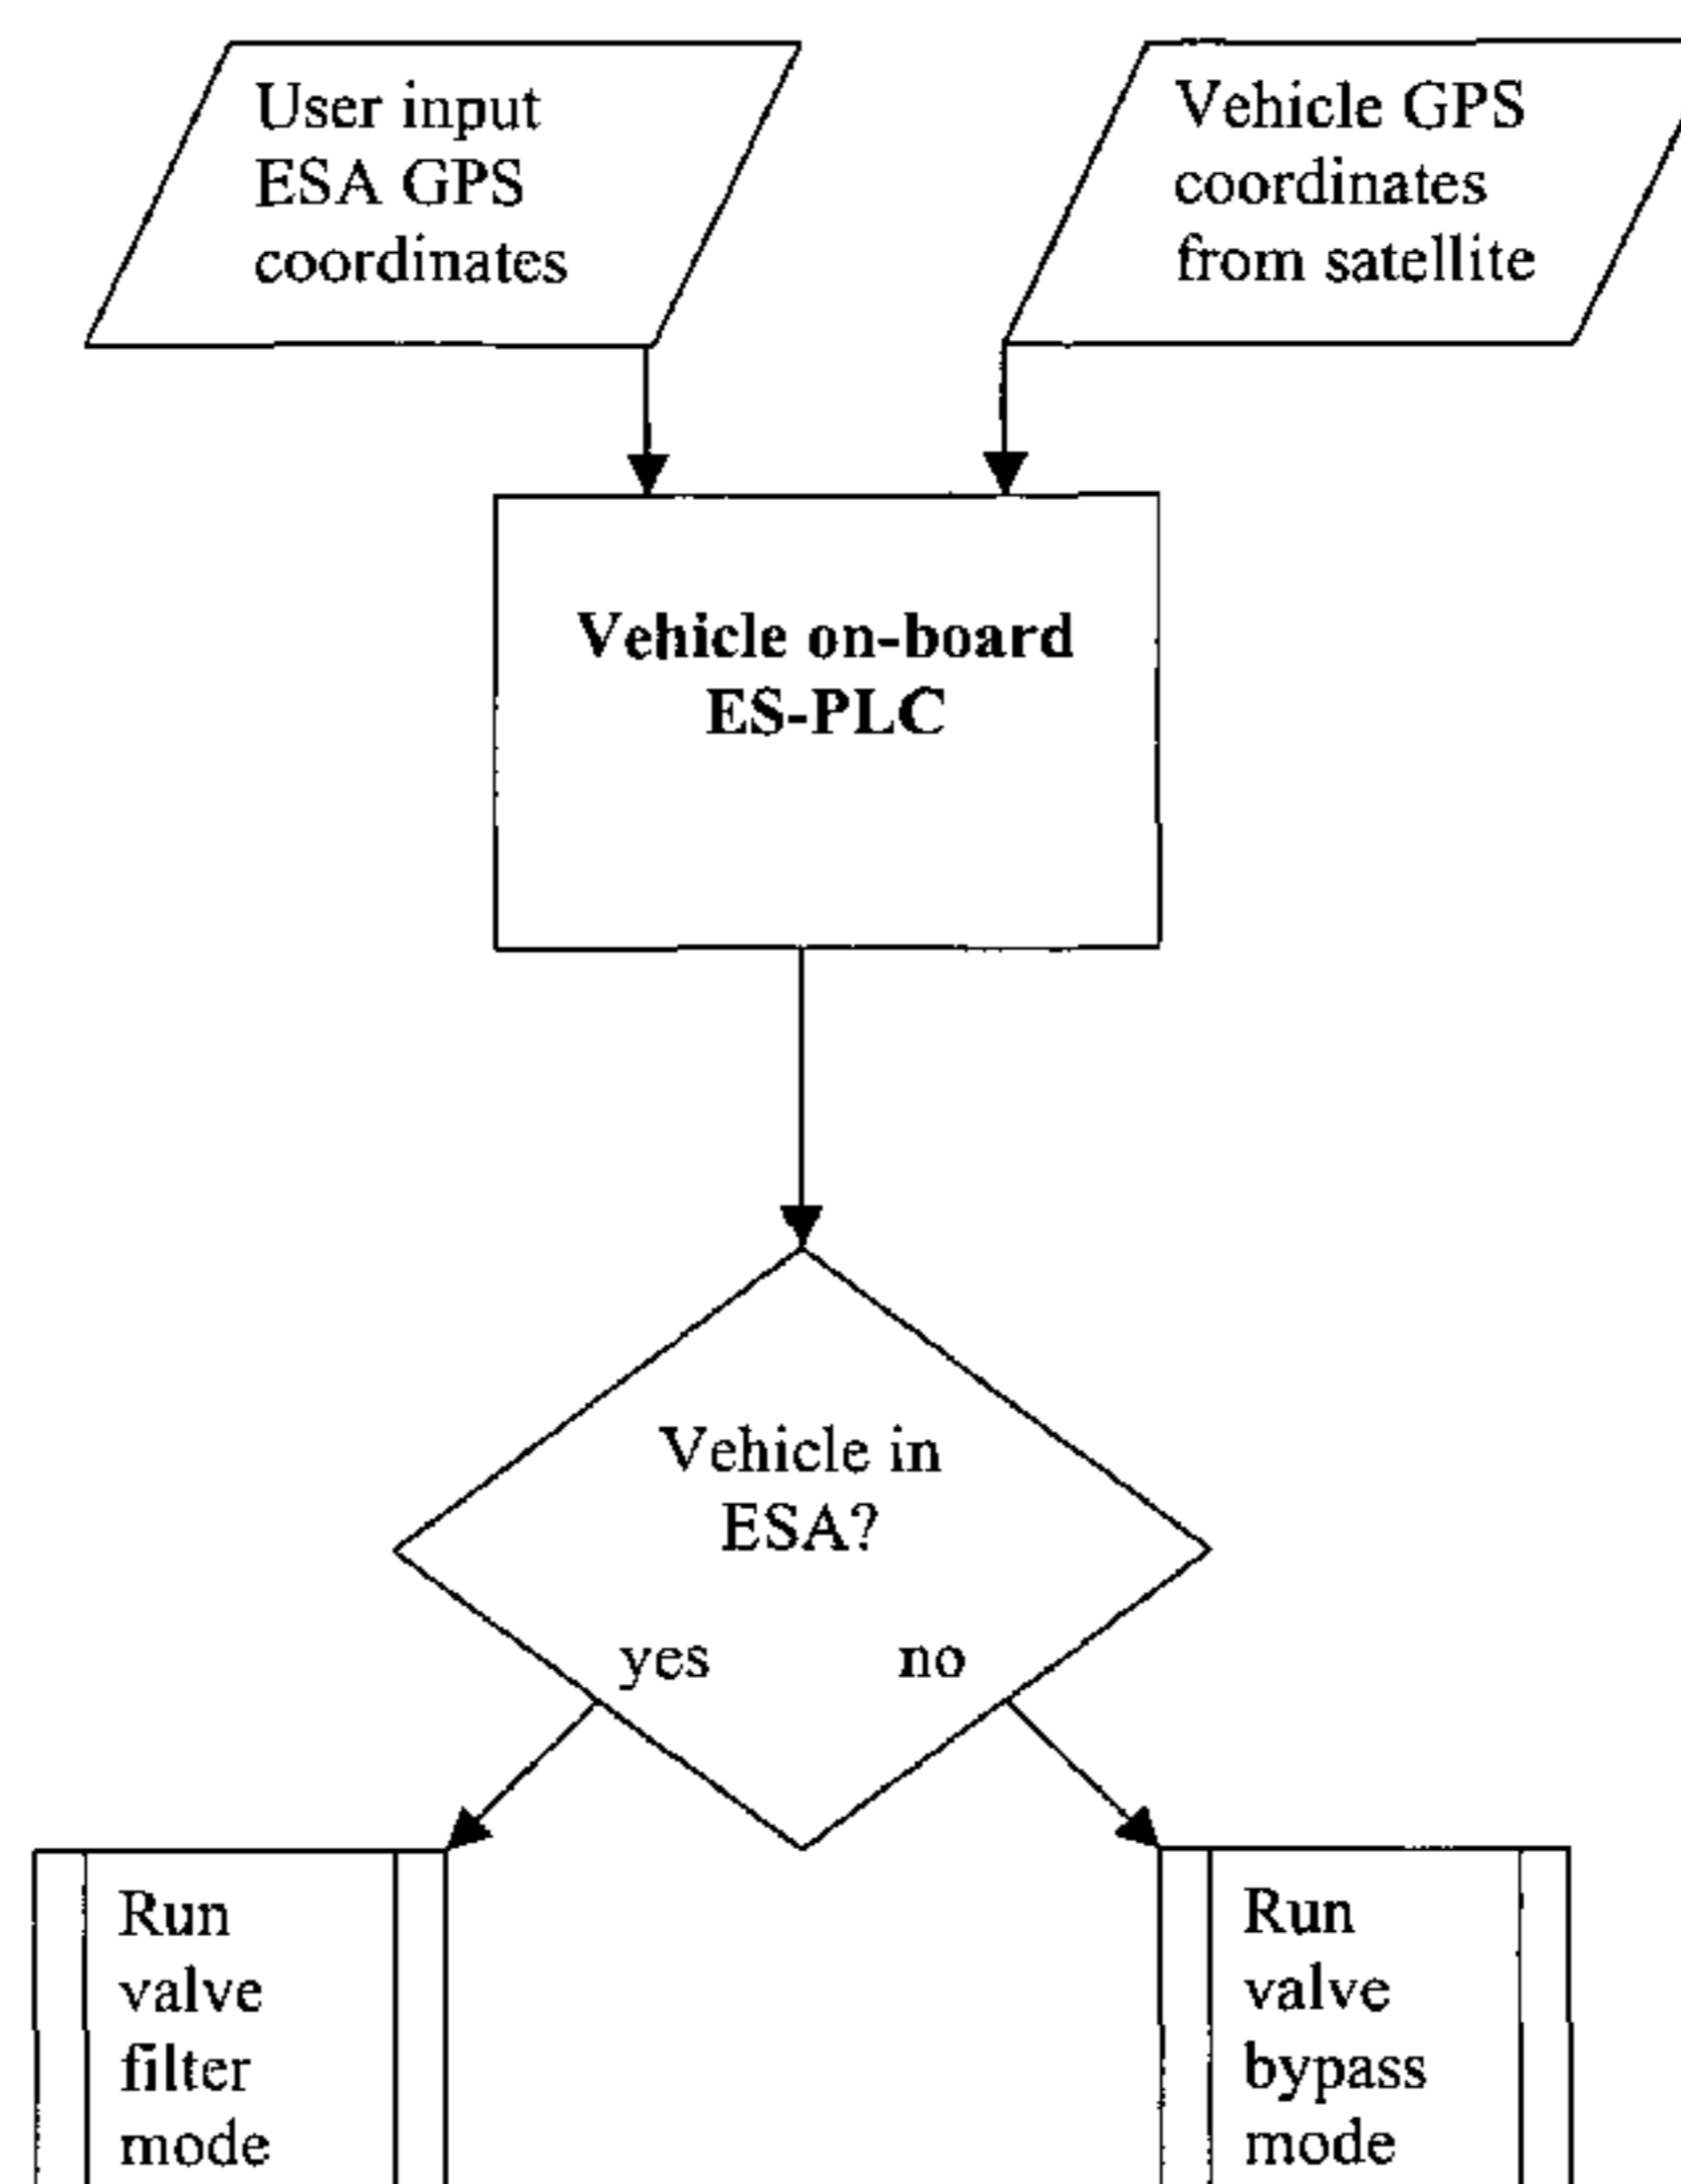 User input
ESA GPS
coordinates
Vehicle GPS
coordinates
from satellite
Vehicle on-board
ES-PLC
Vehicle in
ESA?
yes no
Run
valve
filter
mode
Run
valve
bypass
mode